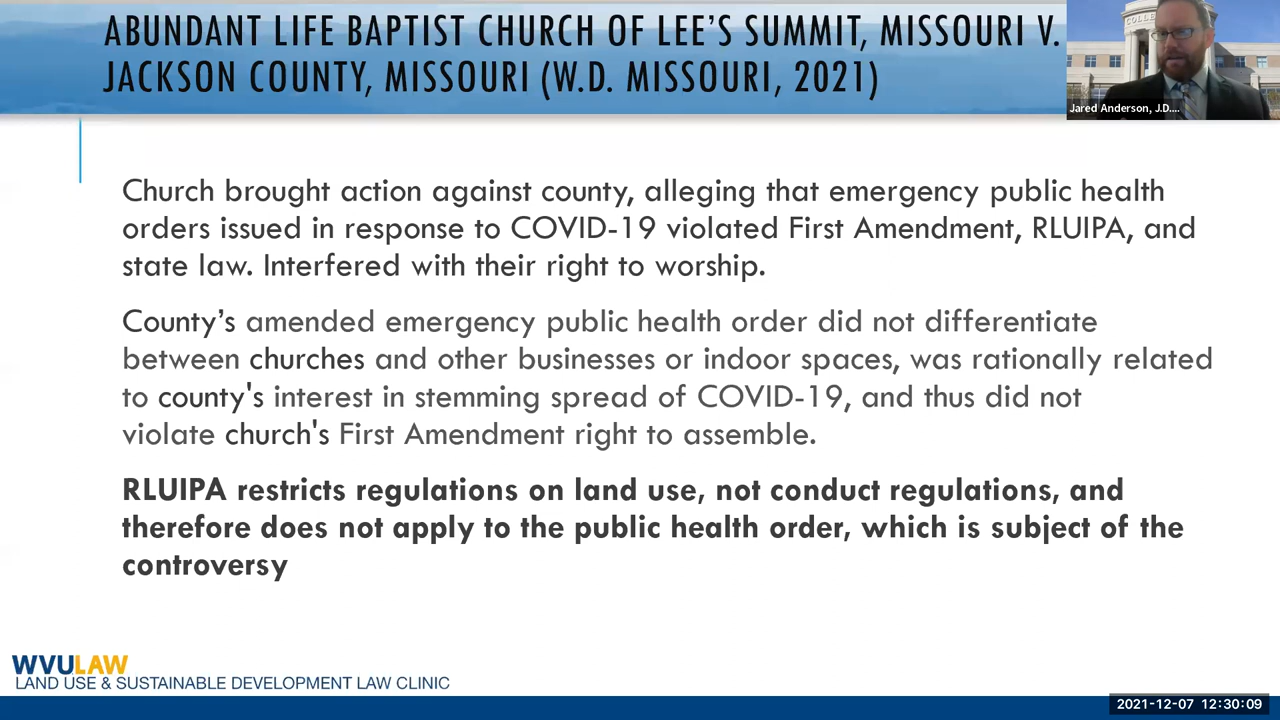 ABUNDANT LIFE BAPTIST CHURCH OF LEE'S SUMMIT, MISSOURI V.
JACKSON COUNTY, MISSOURI (W.D. MISSOURI, 2021)
COLLE
Jared Anderson, J.D....
Church brought action against county, alleging that emergency public health
orders issued in response to COVID-19 violated First Amendment, RLUIPA, and
state law. Interfered with their right to worship.
County's amended emergency public health order did not differentiate
between churches and other businesses or indoor spaces, was rationally related
to county's interest in stemming spread of COVID-19, and thus did not
violate church's First Amendment right to assemble.
RLUIPA restricts regulations on land use, not conduct regulations, and
therefore does not apply to the public health order, which is subject of the
controversy
WVULAW
LAND USE & SUSTAINABLE DEVELOPMENT LAW CLINIC
2021-12-07 12:30:09